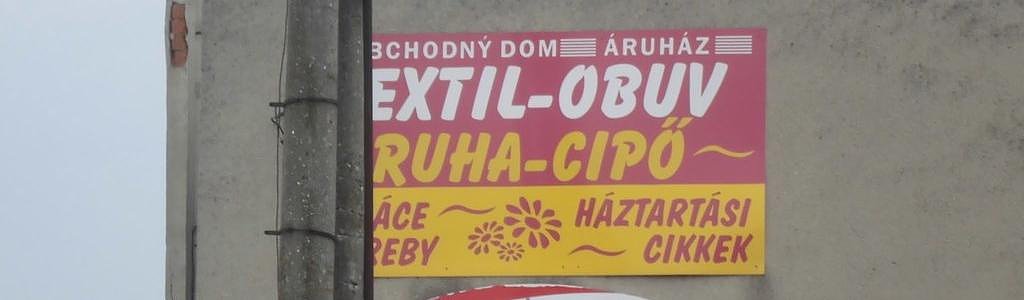 BCHODNÝ DOM ÁRUHÁZ
EXTIL-OBUV
RUHA-CIPŐ
ÁCE HÁZTARTÁSI
REBY CIKKEK